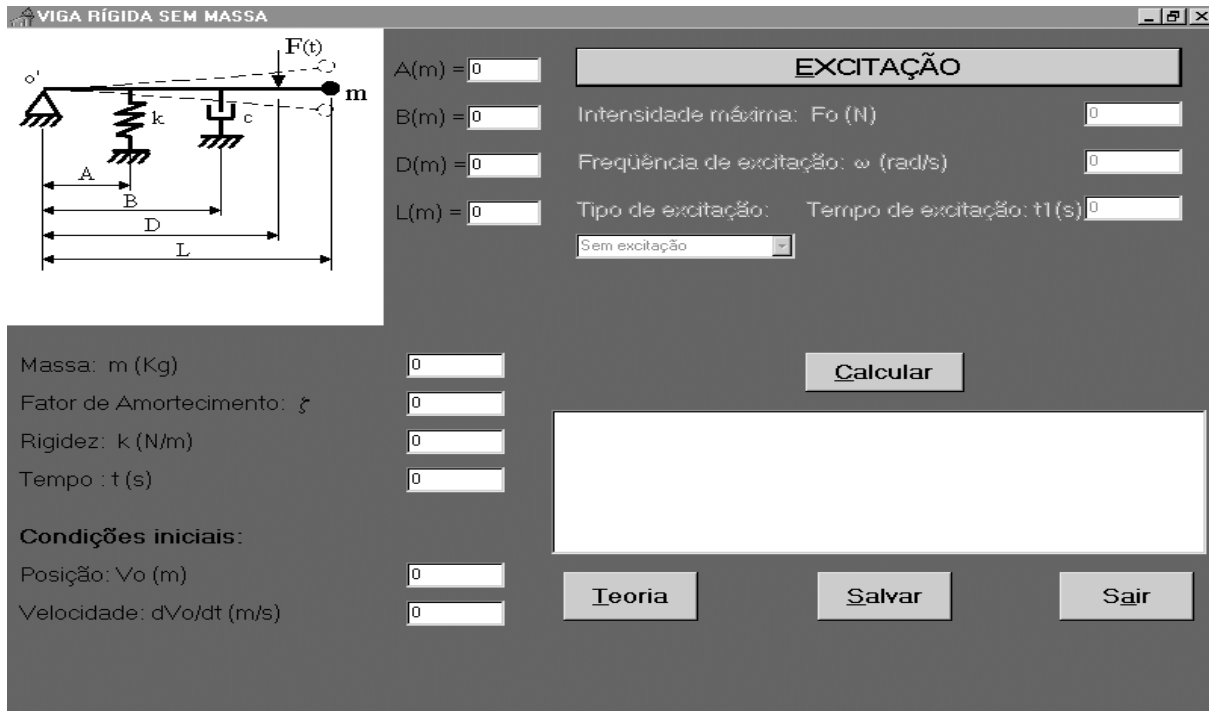 VIGA RÍGIDA SEM MASSA
F(t)
o'
m
k
c
A
B
D
L
A(m) = 0
B(m) = 0
D(m) = 0
L(m) = 0
EXCITAÇÃO
Intensidade máxima: Fo (N) 0
Freqüência de excitação: ω (rad/s) 0
Tipo de excitação: Tempo de excitação: t1(s) 0
Sem excitação
Massa: m (Kg) 0
Fator de Amortecimento: ζ 0
Rigidez: k (N/m) 0
Tempo : t (s) 0
Condições iniciais:
Posição: Vo (m) 0
Velocidade: dVo/dt (m/s) 0
Calcular
Teoria Salvar Sair